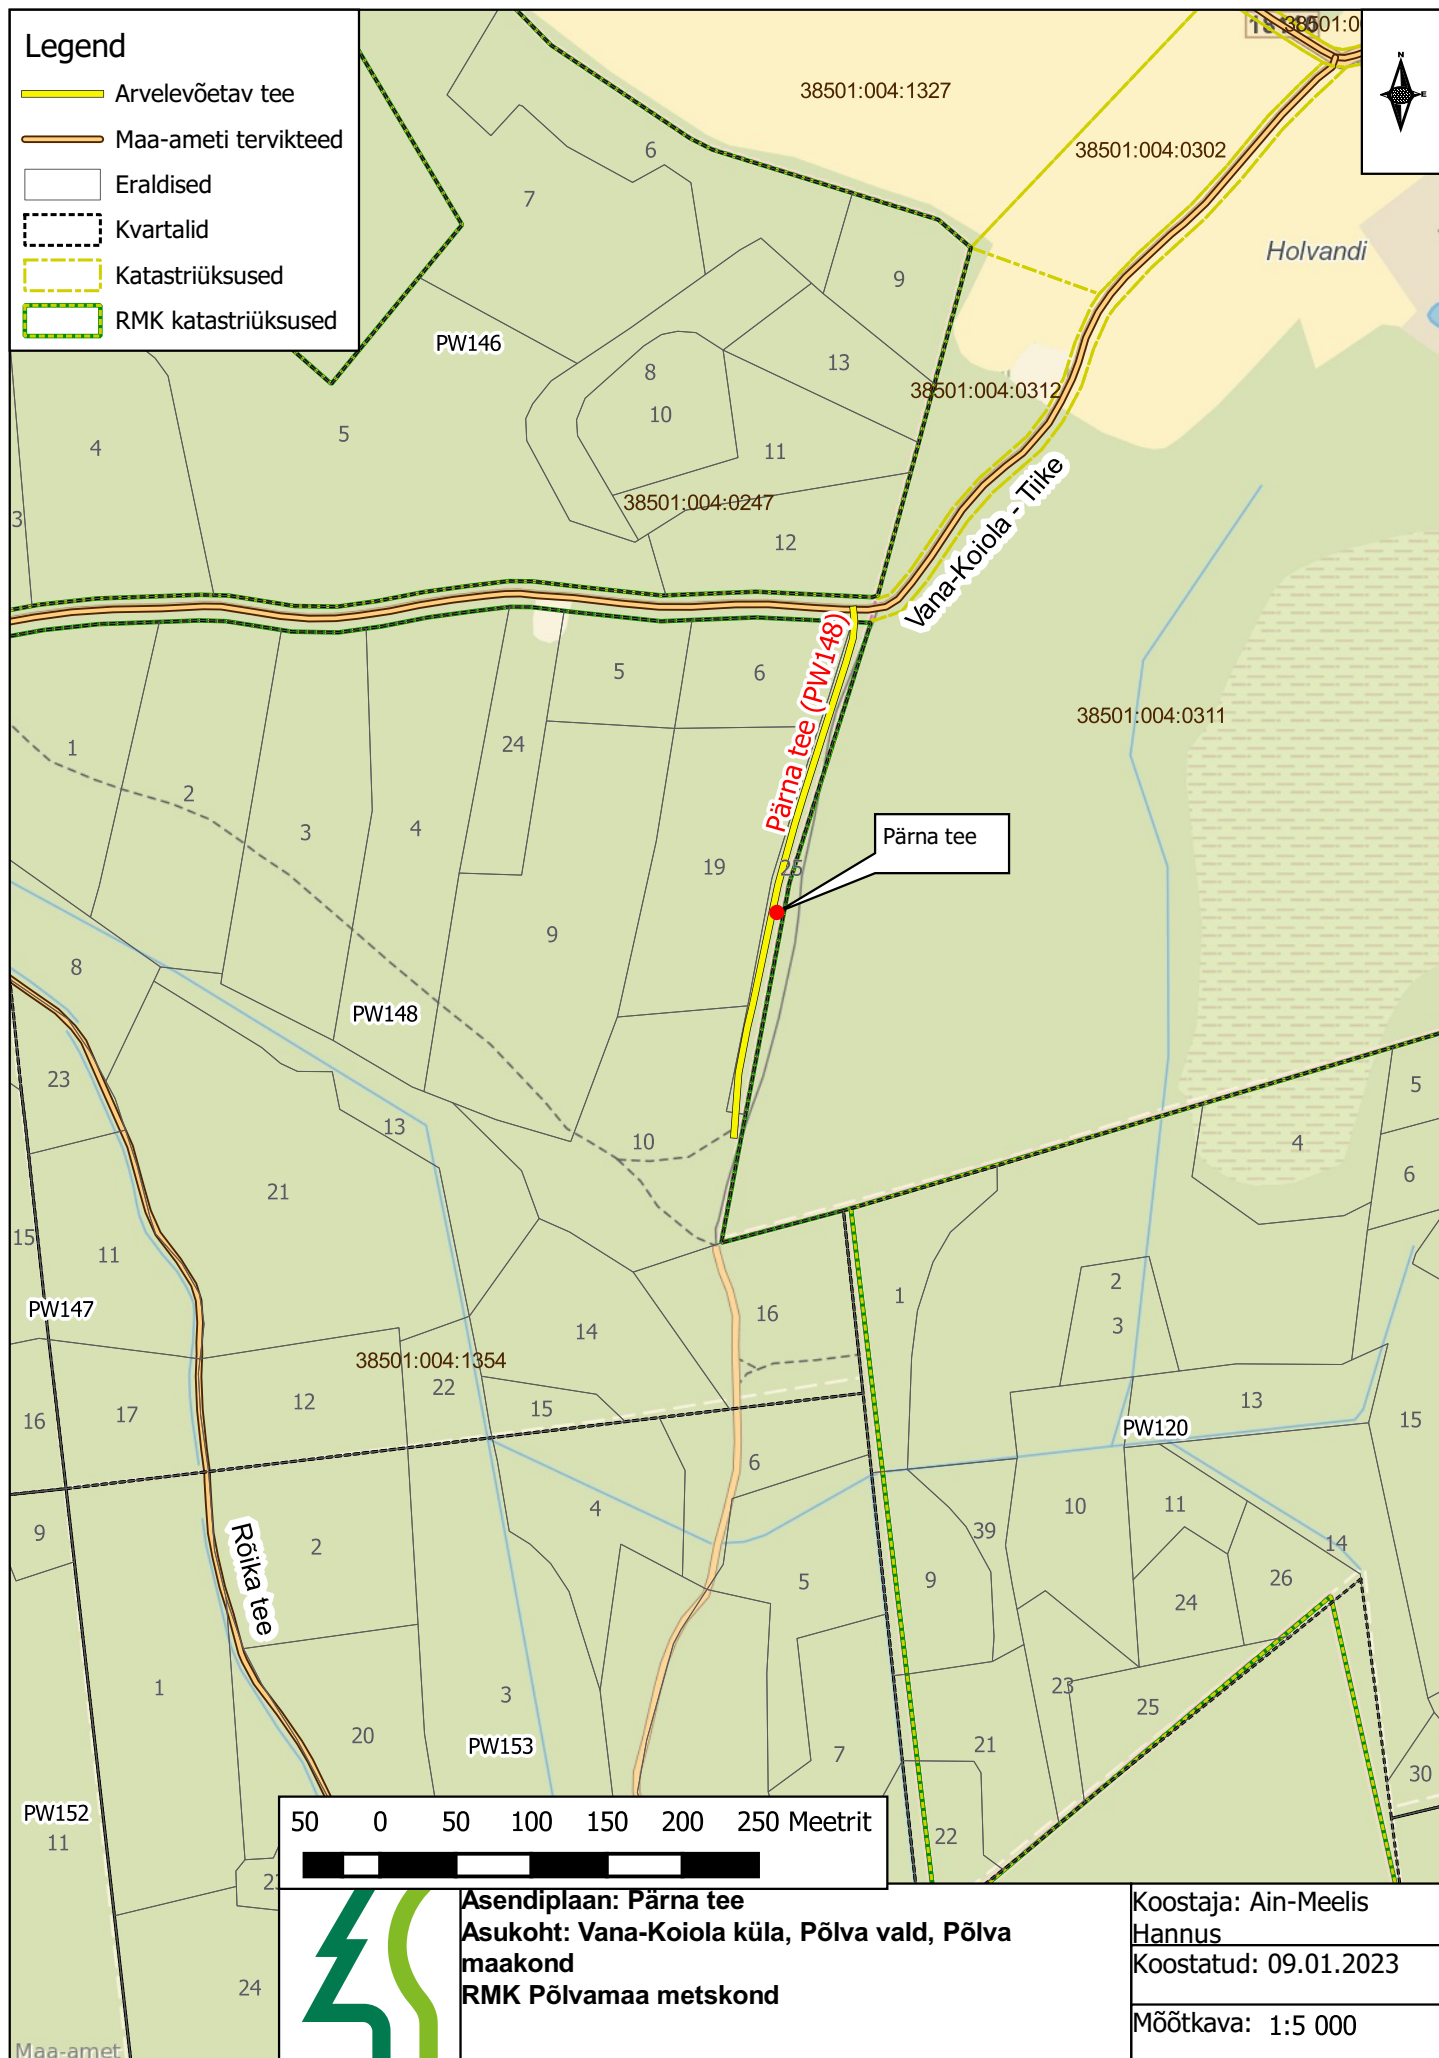 Legend
Arvelevõetav tee
Maa-ameti tervikteed
Eraldised
Kvartalid
Katastriüksused
RMK katastriüksused
38501:004:1327
38501:004:0302
Holvandi
6
7
9
PW146
8
13
10
38501:004:0312
5
4
11
38501:004:0247
3
12
Vana-Koiola - Tiike
Pärna tee (PW148)
5
6
38501:004:0311
1
24
2
3
4
Pärna tee
19
25
9
8
PW148
23
13
10
5
4
6
21
15
11
1
2
PW147
16
3
14
38501:004:1354
22
12
15
13
16
17
15
PW120
6
4
10
11
9
2
39
14
Rõika tee
5
9
26
24
1
3
23
25
20
PW153
7
21
30
PW152
11
22
24
50 0 50 100 150 200 250 Meetrit
Asendiplaan: Pärna tee
Asukoht: Vana-Koiola küla, Põlva vald, Põlva
maakond
RMK Põlvamaa metskond
Koostaja: Ain-Meelis
Hannus
Koostatud: 09.01.2023
Mõõtkava: 1:5 000
Maa-amet